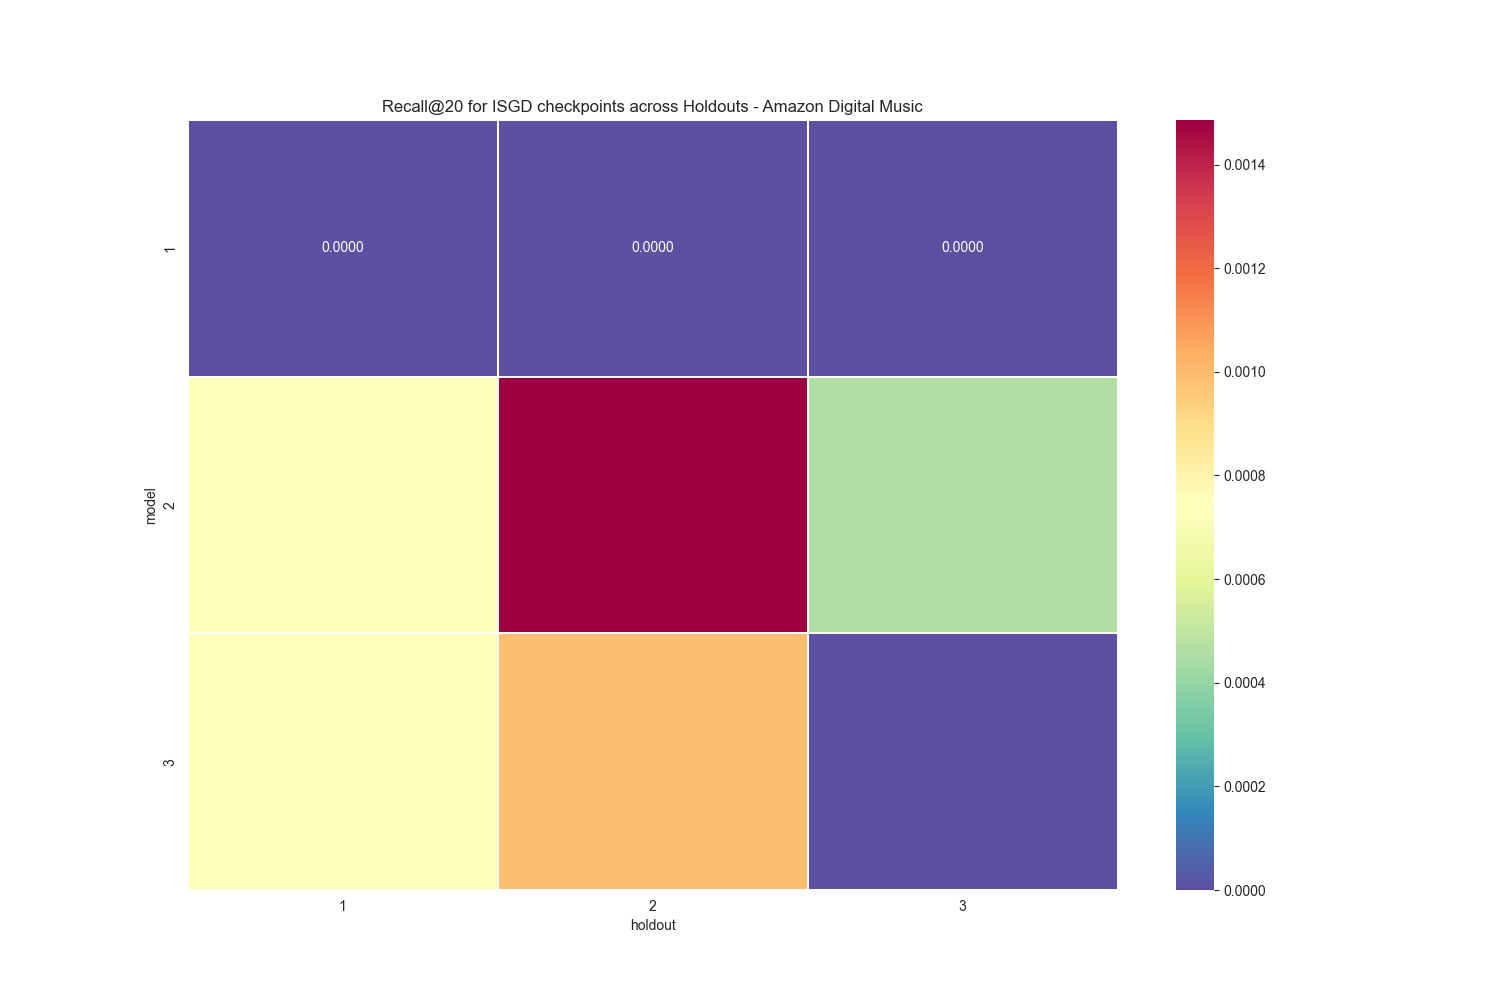 Recall@20 for ISGD checkpoints across Holdouts - Amazon Digital Music
0.0000 0.0000 0.0000
1
2
3
model
1 2 3
holdout
0.0014
0.0012
0.0010
0.0008
0.0006
0.0004
0.0002
0.0000